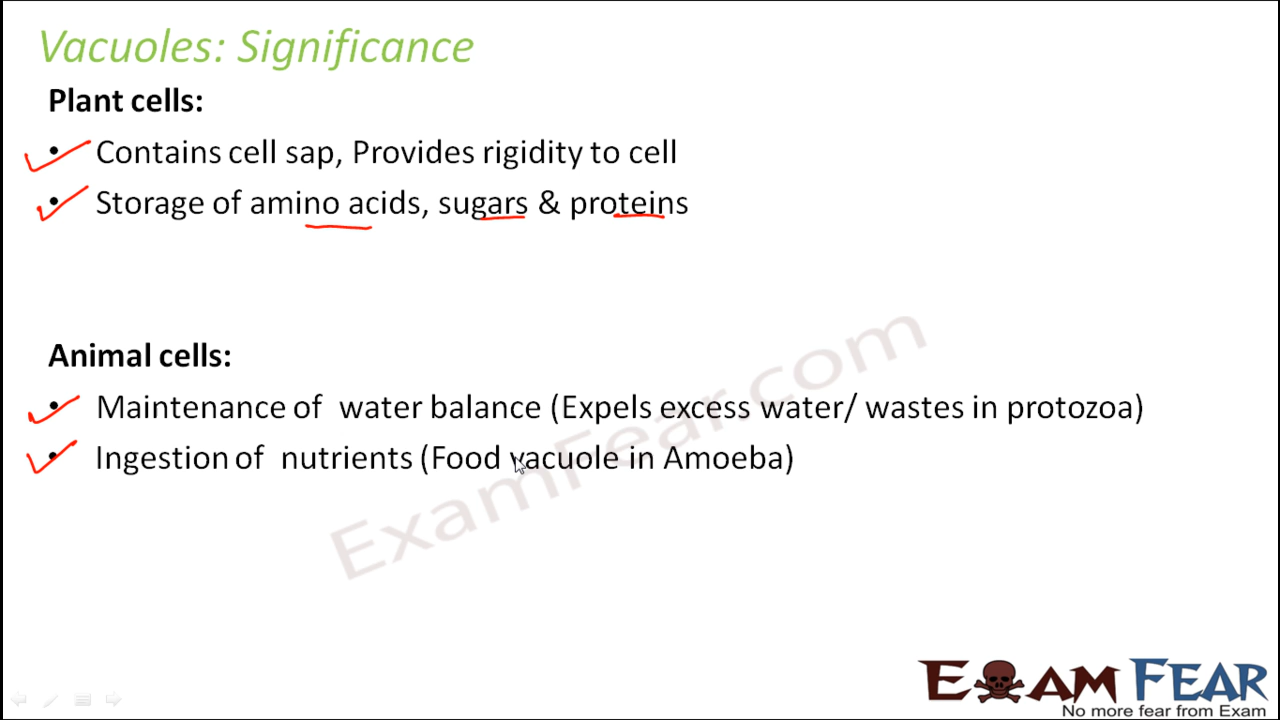 Vacuoles: Significance
Plant cells:
• Contains cell sap, Provides rigidity to cell
• Storage of amino acids, sugars & proteins
Animal cells:
• Maintenance of water balance (Expels excess water/ wastes in protozoa)
• Ingestion of nutrients (Food vacuole in Amoeba)
ExamFear.com
EXAM FEAR
No more fear from Exam